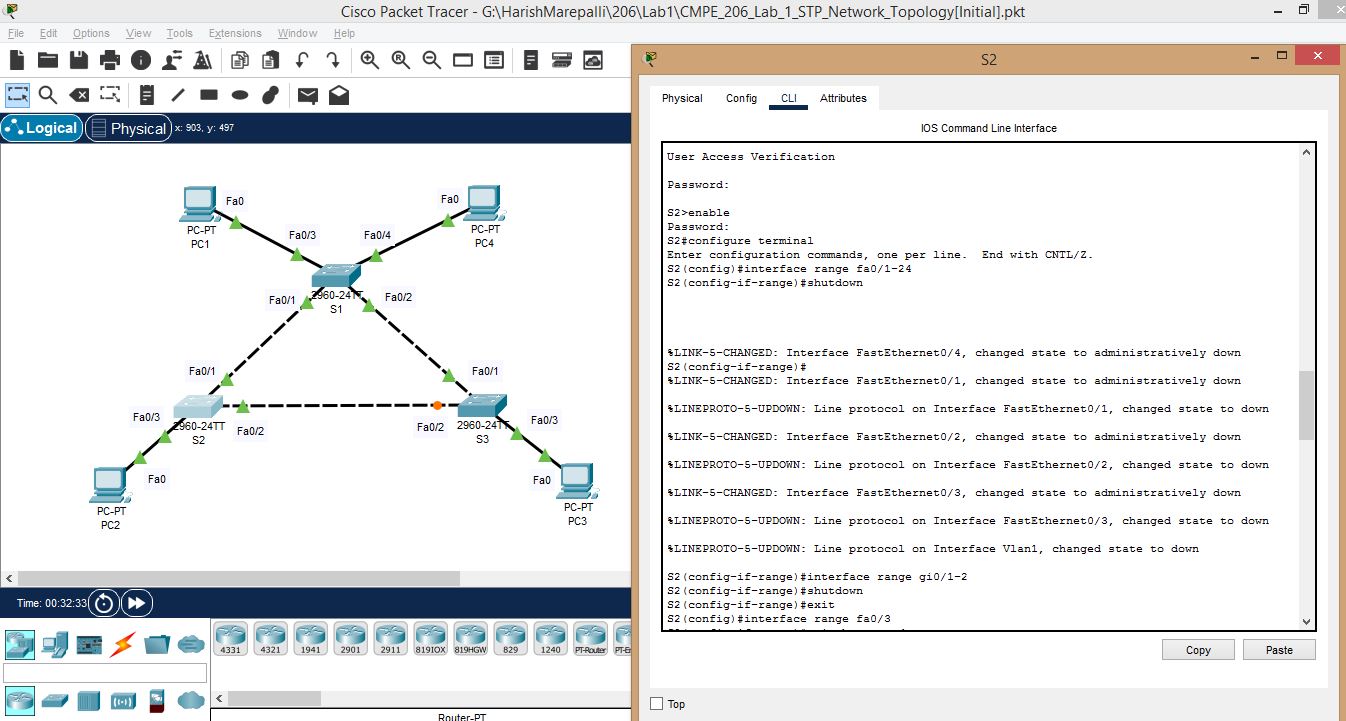 Cisco Packet Tracer - G:\HarishMarepalli\206\Lab1\CMPE_206_Lab_1_STP_Network_Topology[Initial].pkt
File Edit Options View Tools Extensions Window Help
Logical
Physical
x: 903, y: 497
Fa0
PC-PT
PC1
Fa0
PC-PT
PC4
Fa0/3
Fa0/4
Fa0/1
2960-24TT
S1
Fa0/2
Fa0/1
Fa0/1
Fa0/3
2960-24TT
S2
Fa0/2
Fa0/2
2960-24TT
S3
Fa0/3
Fa0
PC-PT
PC2
Fa0
PC-PT
PC3
Time: 00:32:33
4331 4321 1941 2901 2911 819IOX 819HGW 829 1240 PT-Router
Router-PT
S2
Physical Config CLI Attributes
IOS Command Line Interface
User Access Verification
Password:
S2>enable
Password:
S2#configure terminal
Enter configuration commands, one per line.  End with CNTL/Z.
S2(config)#interface range fa0/1-24
S2(config-if-range)#shutdown
%LINK-5-CHANGED: Interface FastEthernet0/4, changed state to administratively down
S2(config-if-range)#
%LINK-5-CHANGED: Interface FastEthernet0/1, changed state to administratively down
%LINEPROTO-5-UPDOWN: Line protocol on Interface FastEthernet0/1, changed state to down
%LINK-5-CHANGED: Interface FastEthernet0/2, changed state to administratively down
%LINEPROTO-5-UPDOWN: Line protocol on Interface FastEthernet0/2, changed state to down
%LINK-5-CHANGED: Interface FastEthernet0/3, changed state to administratively down
%LINEPROTO-5-UPDOWN: Line protocol on Interface FastEthernet0/3, changed state to down
%LINEPROTO-5-UPDOWN: Line protocol on Interface Vlan1, changed state to down
S2(config-if-range)#interface range gi0/1-2
S2(config-if-range)#shutdown
S2(config-if-range)#exit
S2(config)#interface range fa0/3
Copy
Paste
Top